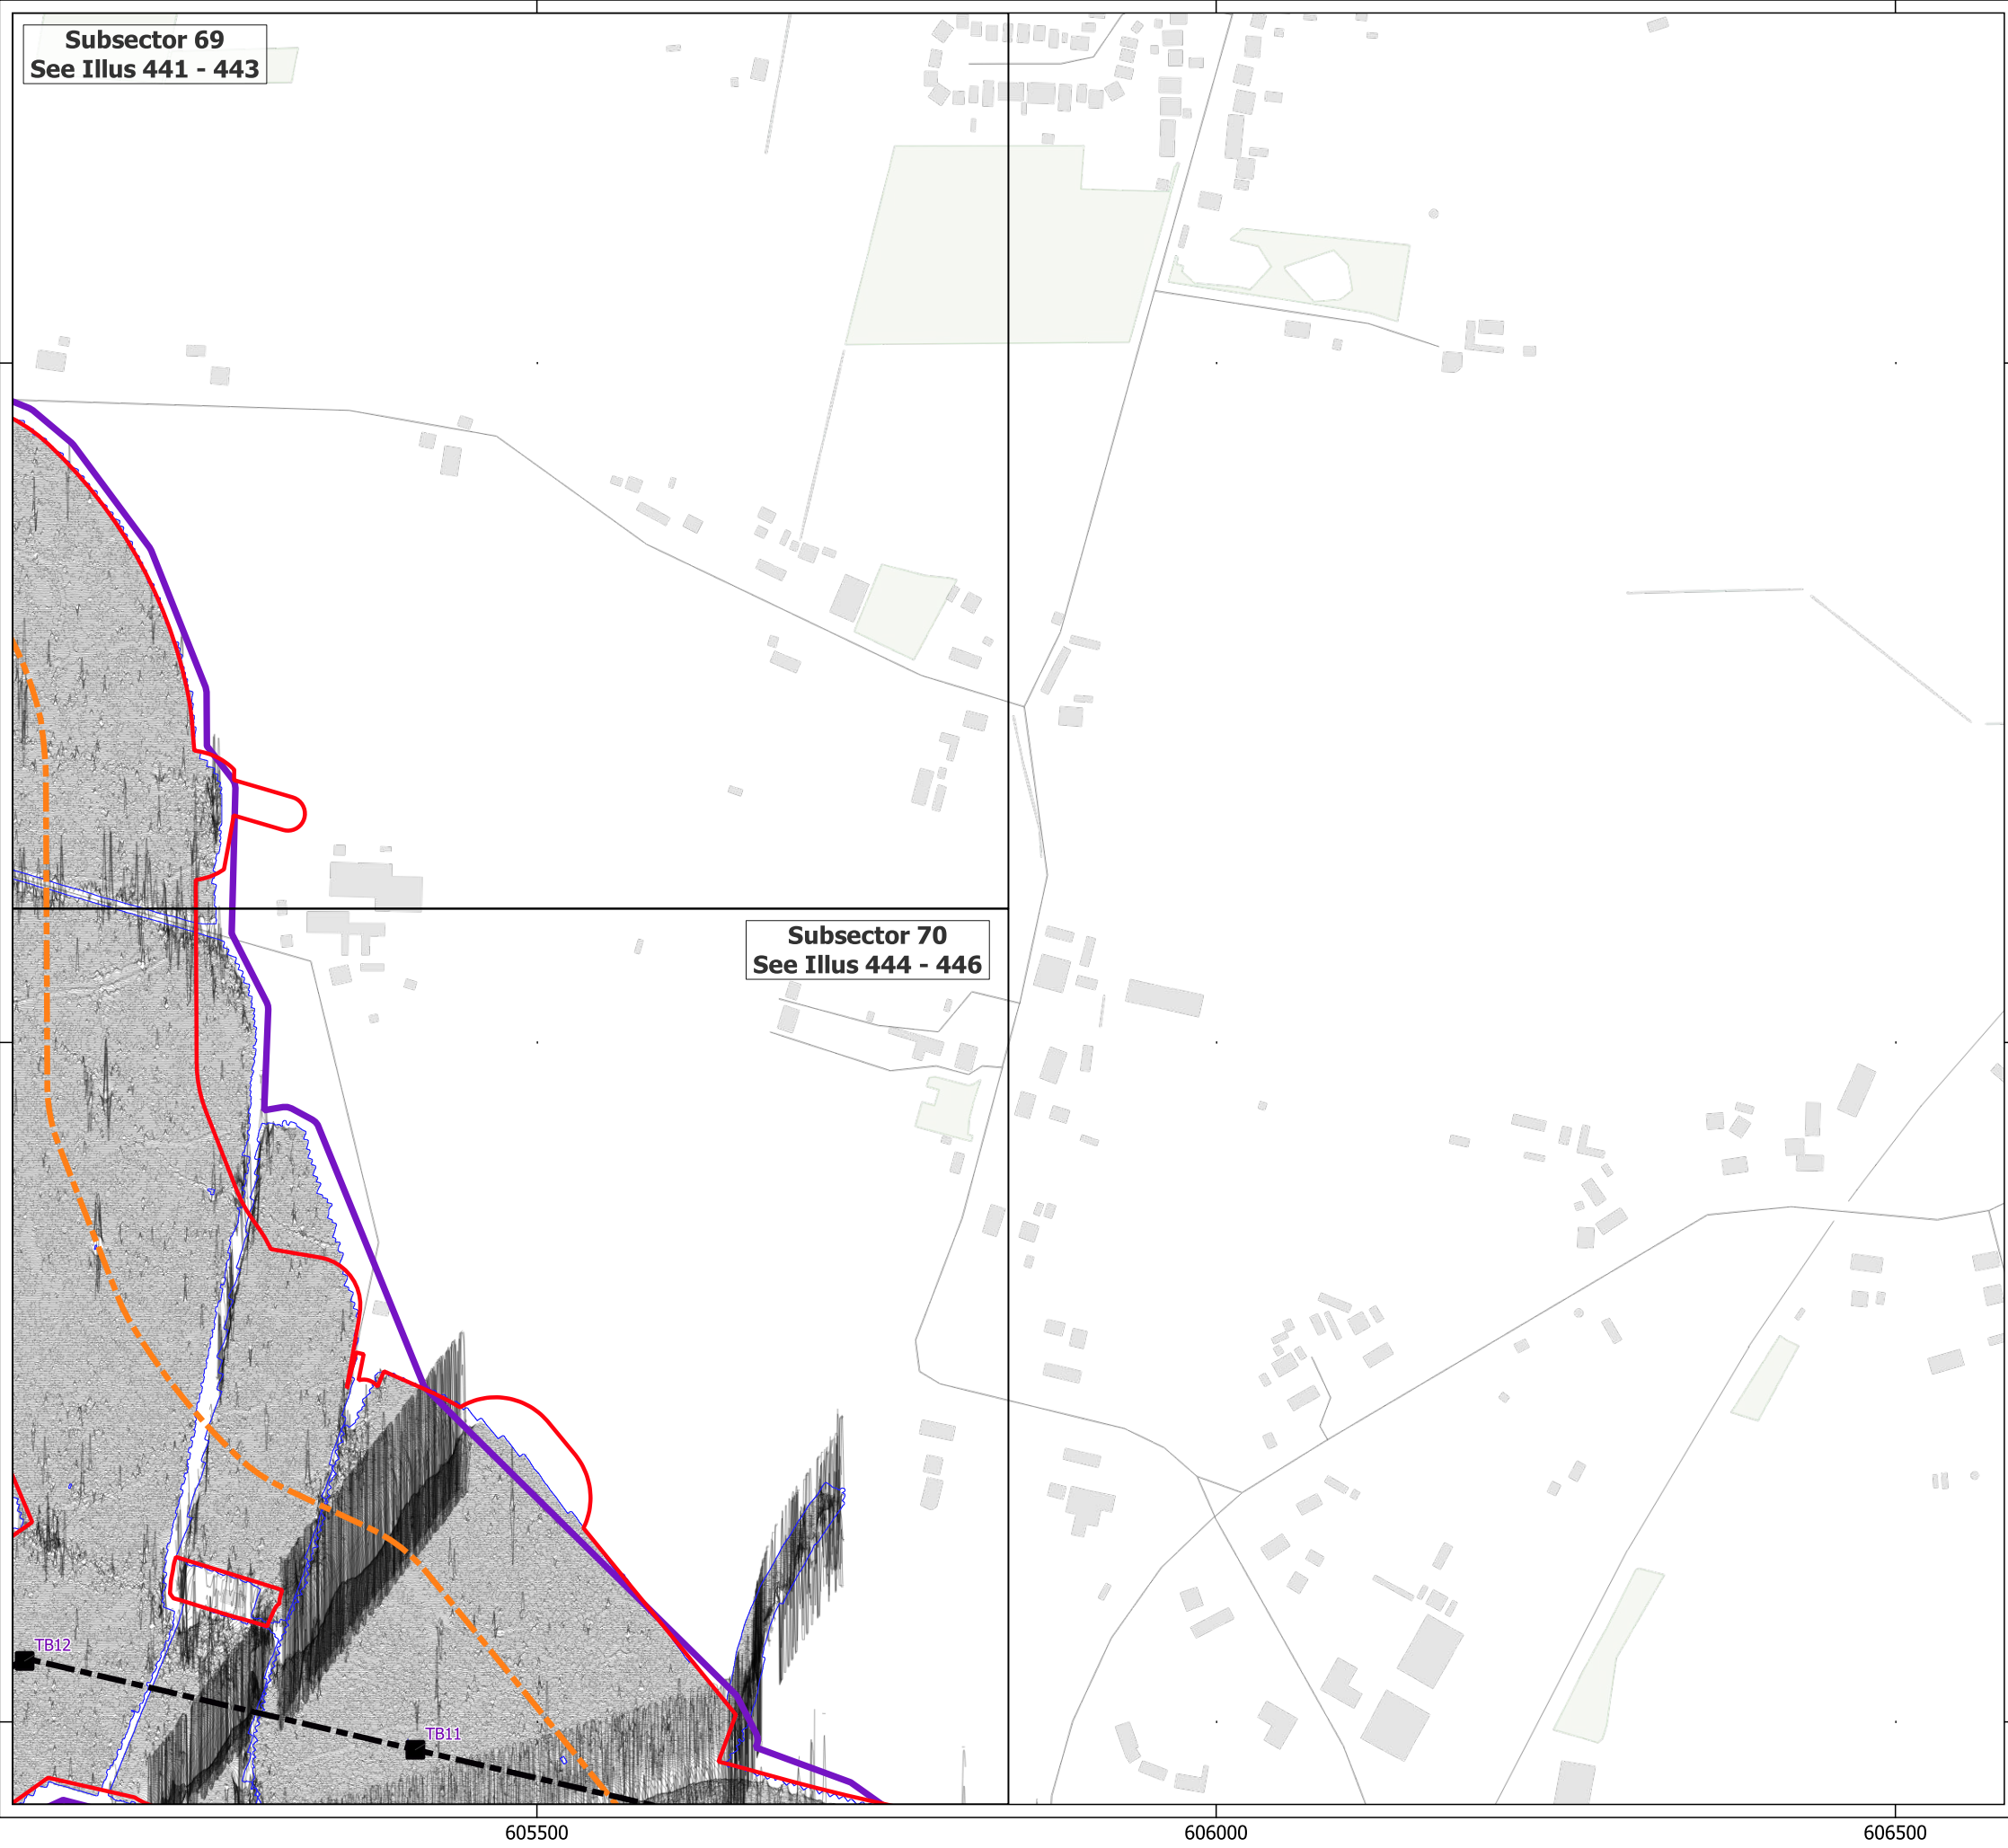 Subsector 69
See Illus 441 - 443
Subsector 70
See Illus 444 - 446
TB12
TB11
605500
606000
606500